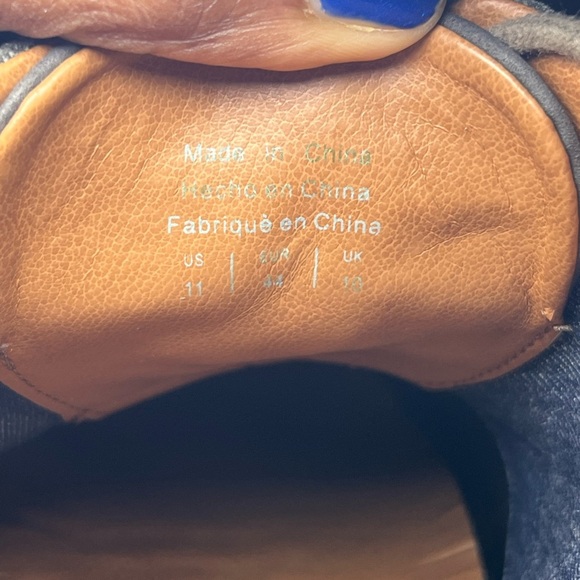 Made in China
Hecho en China
Fabriqué en China
US | EUR | UK
11 | 44 | 10